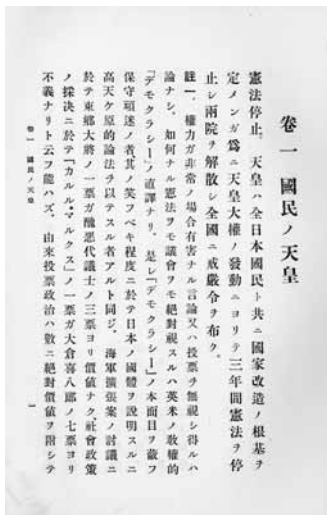 卷一 國民ノ天皇
憲法停止。天皇ハ全日本國民ト共ニ國家改造ノ根基ヲ
定メンガ爲ニ天皇大權ノ發動ニヨリテ三年間憲法ヲ停
止シ兩院ヲ解散シ全國ニ戒嚴令ヲ布ク。
註一。權力ガ非常ノ場合有害ナル言論又ハ投票ヲ無視シ得ルハ
論ナシ。如何ナル憲法ヲモ議會ヲモ絶對視スルハ英米ノ敎權的
「デモクラシー」ノ直譯ナリ。是レ「デモクラシー」ノ本面目ヲ蔽フ
保守頑迷ノ者其ノ笑フベキ程度ニ於テ日本ノ國體ヲ説明スルニ
高天ケ原的論法ヲ以テスル者アルト同ジ。海軍擴張案ノ討議ニ
於テ東郷大將ノ一票ガ醜惡代議士ノ三票ヨリ價値ナク、社會政策
ノ採決ニ於テ「カルル・マルクス」ノ一票ガ大倉喜八郎ノ七票ヨリ
不義ナリト云フ能ハズ。由來投票政治ハ數ニ絶對價値ヲ附シテ
卷一 國民ノ天皇
一